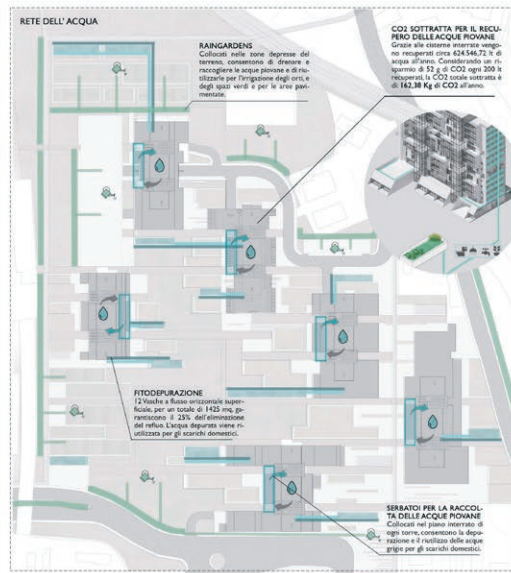 RETE DELL' ACQUA
RAINGARDENS
Collocati nelle zone depresse del
terreno, consentono di drenare e
raccogliere le acque piovane e di riu-
tilizzarle per l'irrigazione degli orti, e
degli spazi verdi e per le aree pavi-
mentate.
CO2 SOTTRATTA PER IL RECU-
PERO DELLE ACQUE PIOVANE
Grazie alle cisterne interrate vengo-
no recuperati circa 624.546,72 lt di
acqua all'anno. Considerando un ri-
sparmio di 52 g di CO2 ogni 200 lt
recuperati, la CO2 totale sottratta è
di 162,38 Kg di CO2 all'anno.
FITODEPURAZIONE
12 Vasche a flusso orizzontale super-
ficiale, per un totale di 1425 mq, ga-
rantiscono il 25% dell'eliminazione
del refluo. L'acqua depurata viene ri-
utilizzata per gli scarichi domestici.
SERBATOI PER LA RACCOL-
TA DELLE ACQUE PIOVANE
Collocati nel piano interrato di
ogni torre, consentono la depu-
razione e il riutilizzo delle acque
grigie per gli scarichi domestici.